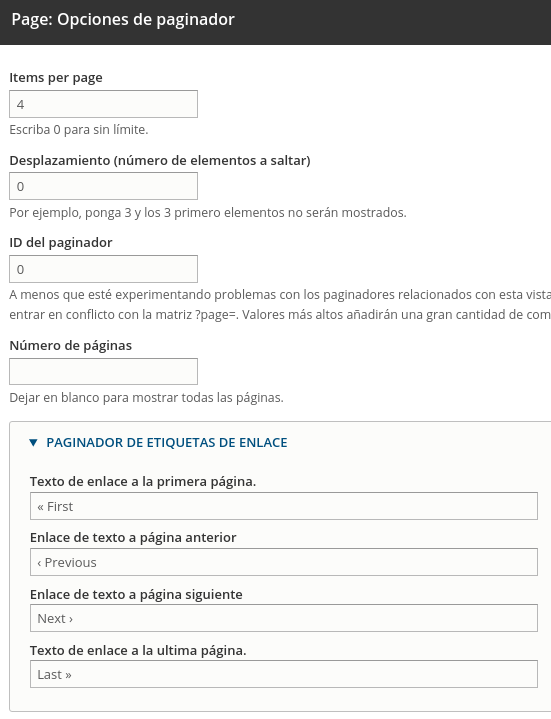 Page: Opciones de paginador
Items per page
4
Escriba 0 para sin límite.
Desplazamiento (número de elementos a saltar)
0
Por ejemplo, ponga 3 y los 3 primero elementos no serán mostrados.
ID del paginador
0
A menos que esté experimentando problemas con los paginadores relacionados con esta vista
entrar en conflicto con la matriz ?page=. Valores más altos añadirán una gran cantidad de com
Número de páginas
Dejar en blanco para mostrar todas las páginas.
▼ PAGINADOR DE ETIQUETAS DE ENLACE
Texto de enlace a la primera página.
« First
Enlace de texto a página anterior
‹ Previous
Enlace de texto a página siguiente
Next ›
Texto de enlace a la ultima página.
Last »